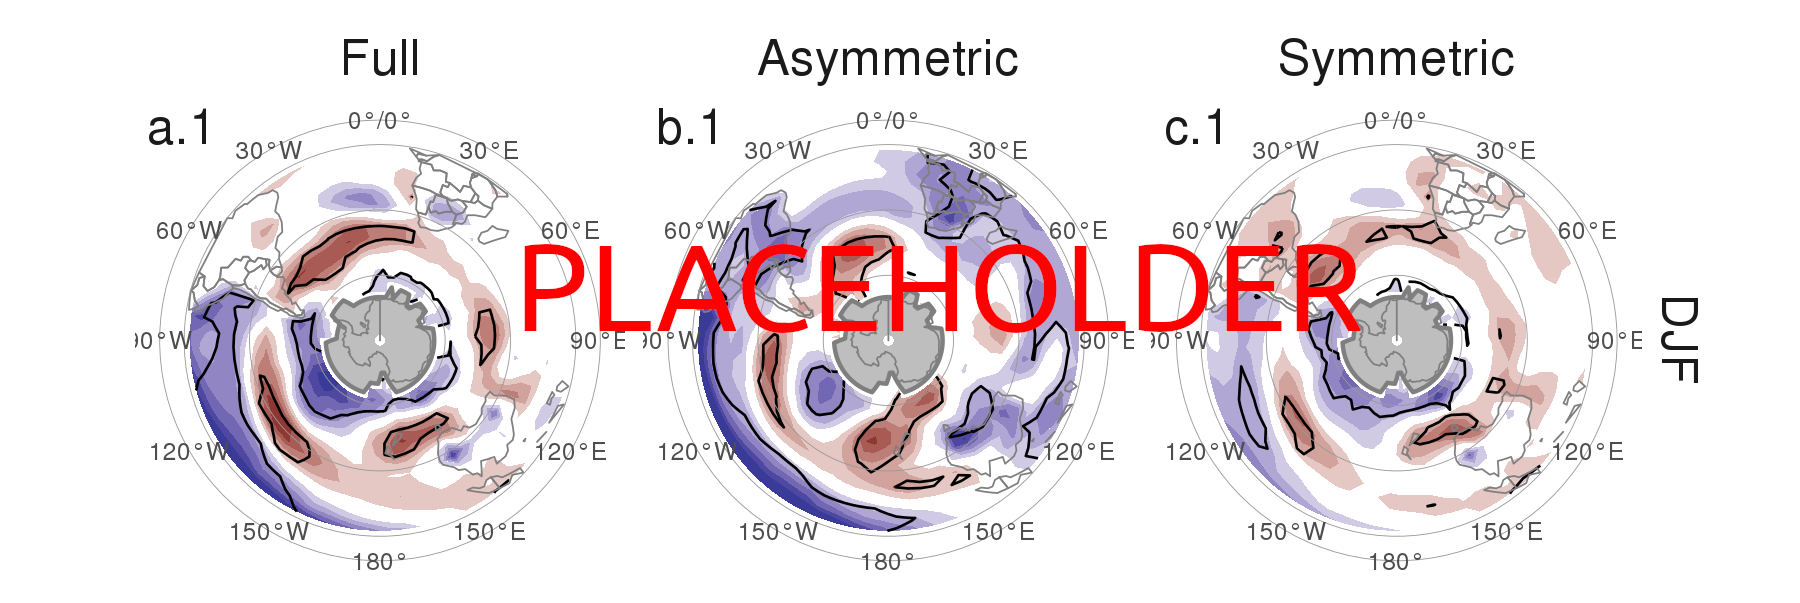 Full Asymmetric Symmetric
a.1 b.1 c.1
0°/0° 0°/0° 0°/0°
30°W 30°E 30°W 30°E 30°W 30°E
60°W 60°E 60°W 60°E 60°W 60°E
PLACEHOLDER
DJF
90°W 90°E 90°W 90°E 90°W 90°E
120°W 120°E 120°W 120°E 120°W 120°E
150°W 150°E 150°W 150°E 150°W 150°E
180° 180° 180°